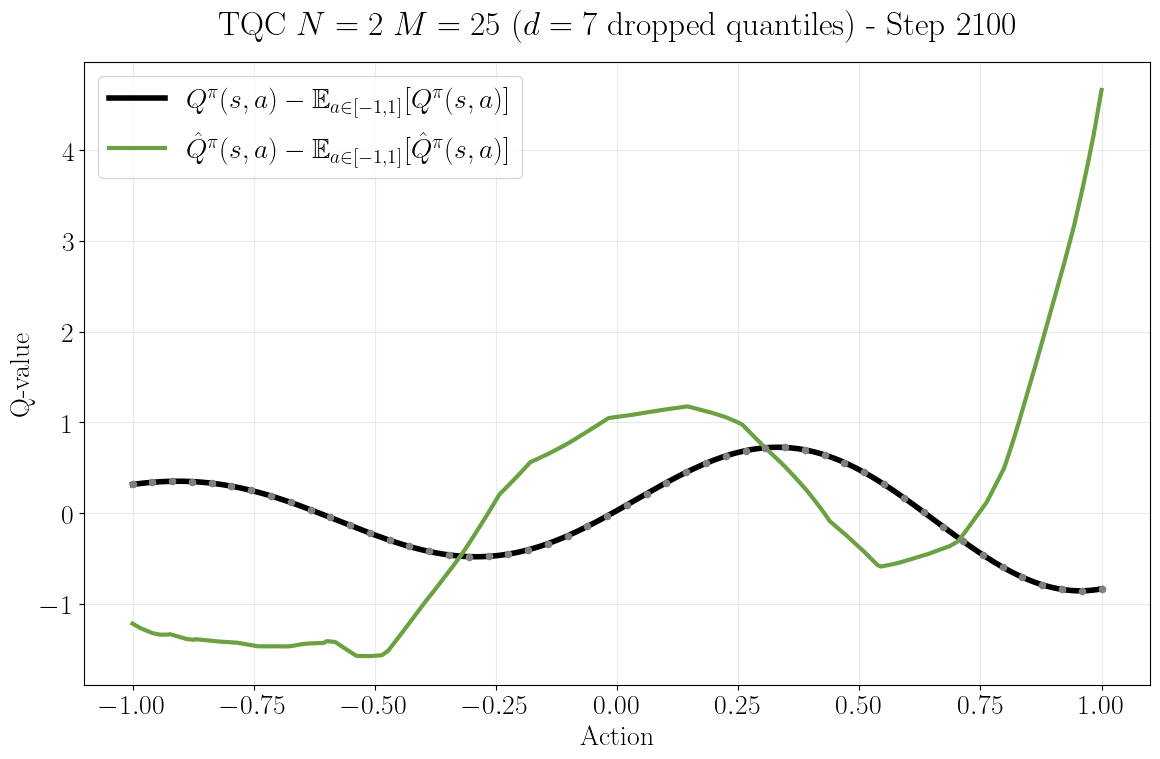 TQC N = 2 M = 25 (d = 7 dropped quantiles) - Step 2100
Q^π(s, a) − 𝔼_{a∈[−1,1]}[Q^π(s, a)]
Q̂^π(s, a) − 𝔼_{a∈[−1,1]}[Q̂^π(s, a)]
4
3
2
1
0
−1
Q-value
−1.00 −0.75 −0.50 −0.25 0.00 0.25 0.50 0.75 1.00
Action